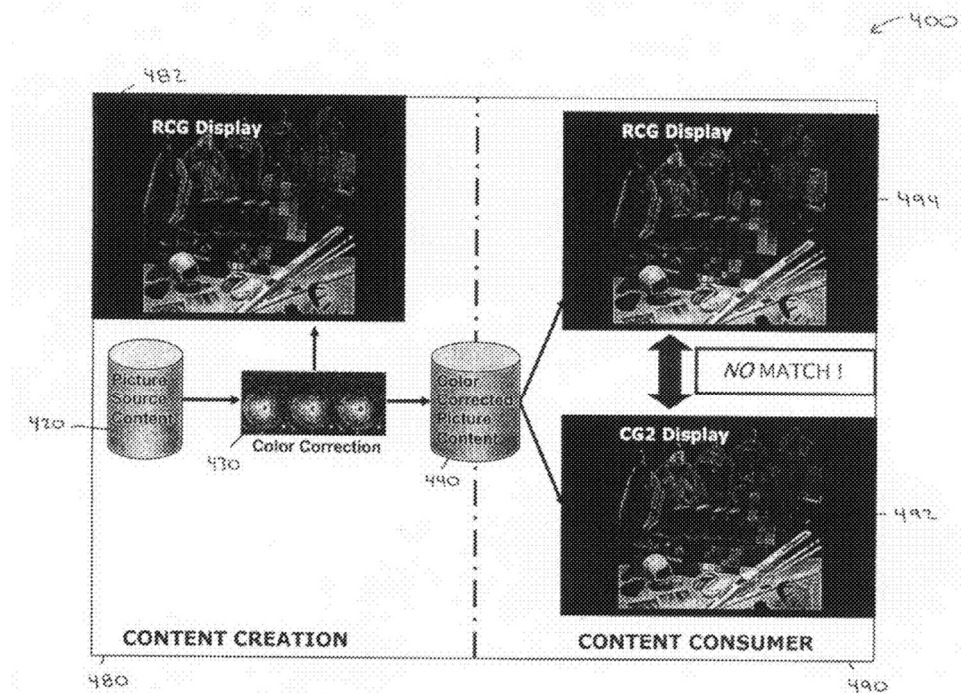 400
482
RCG Display
RCG Display
494
Picture
Source
Content
420
430
Color Correction
Color
Corrected
Picture
Content
440
NO MATCH !
CG2 Display
492
CONTENT CREATION
CONTENT CONSUMER
480
490